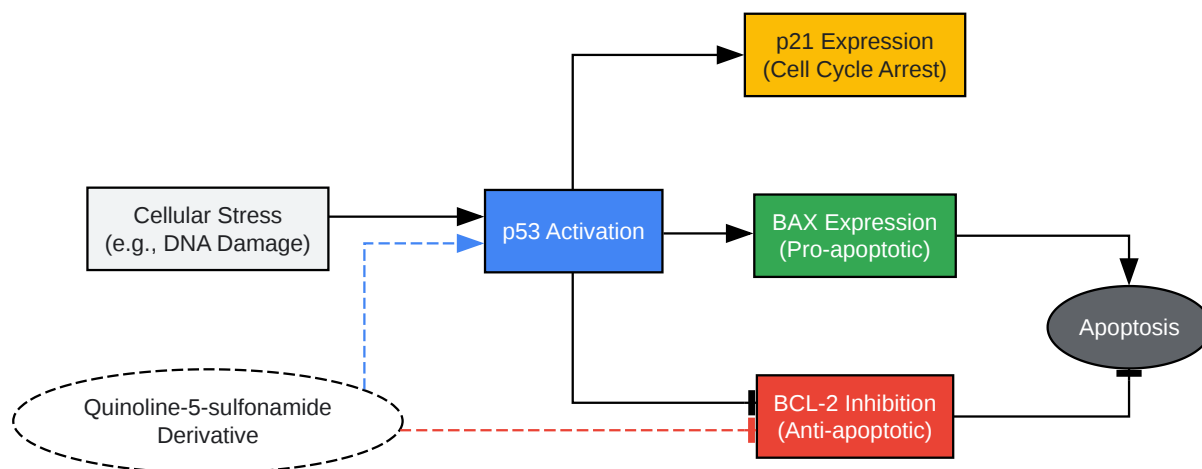 p21 Expression
(Cell Cycle Arrest)
Cellular Stress
(e.g., DNA Damage)
p53 Activation
BAX Expression
(Pro-apoptotic)
Apoptosis
Quinoline-5-sulfonamide
Derivative
BCL-2 Inhibition
(Anti-apoptotic)